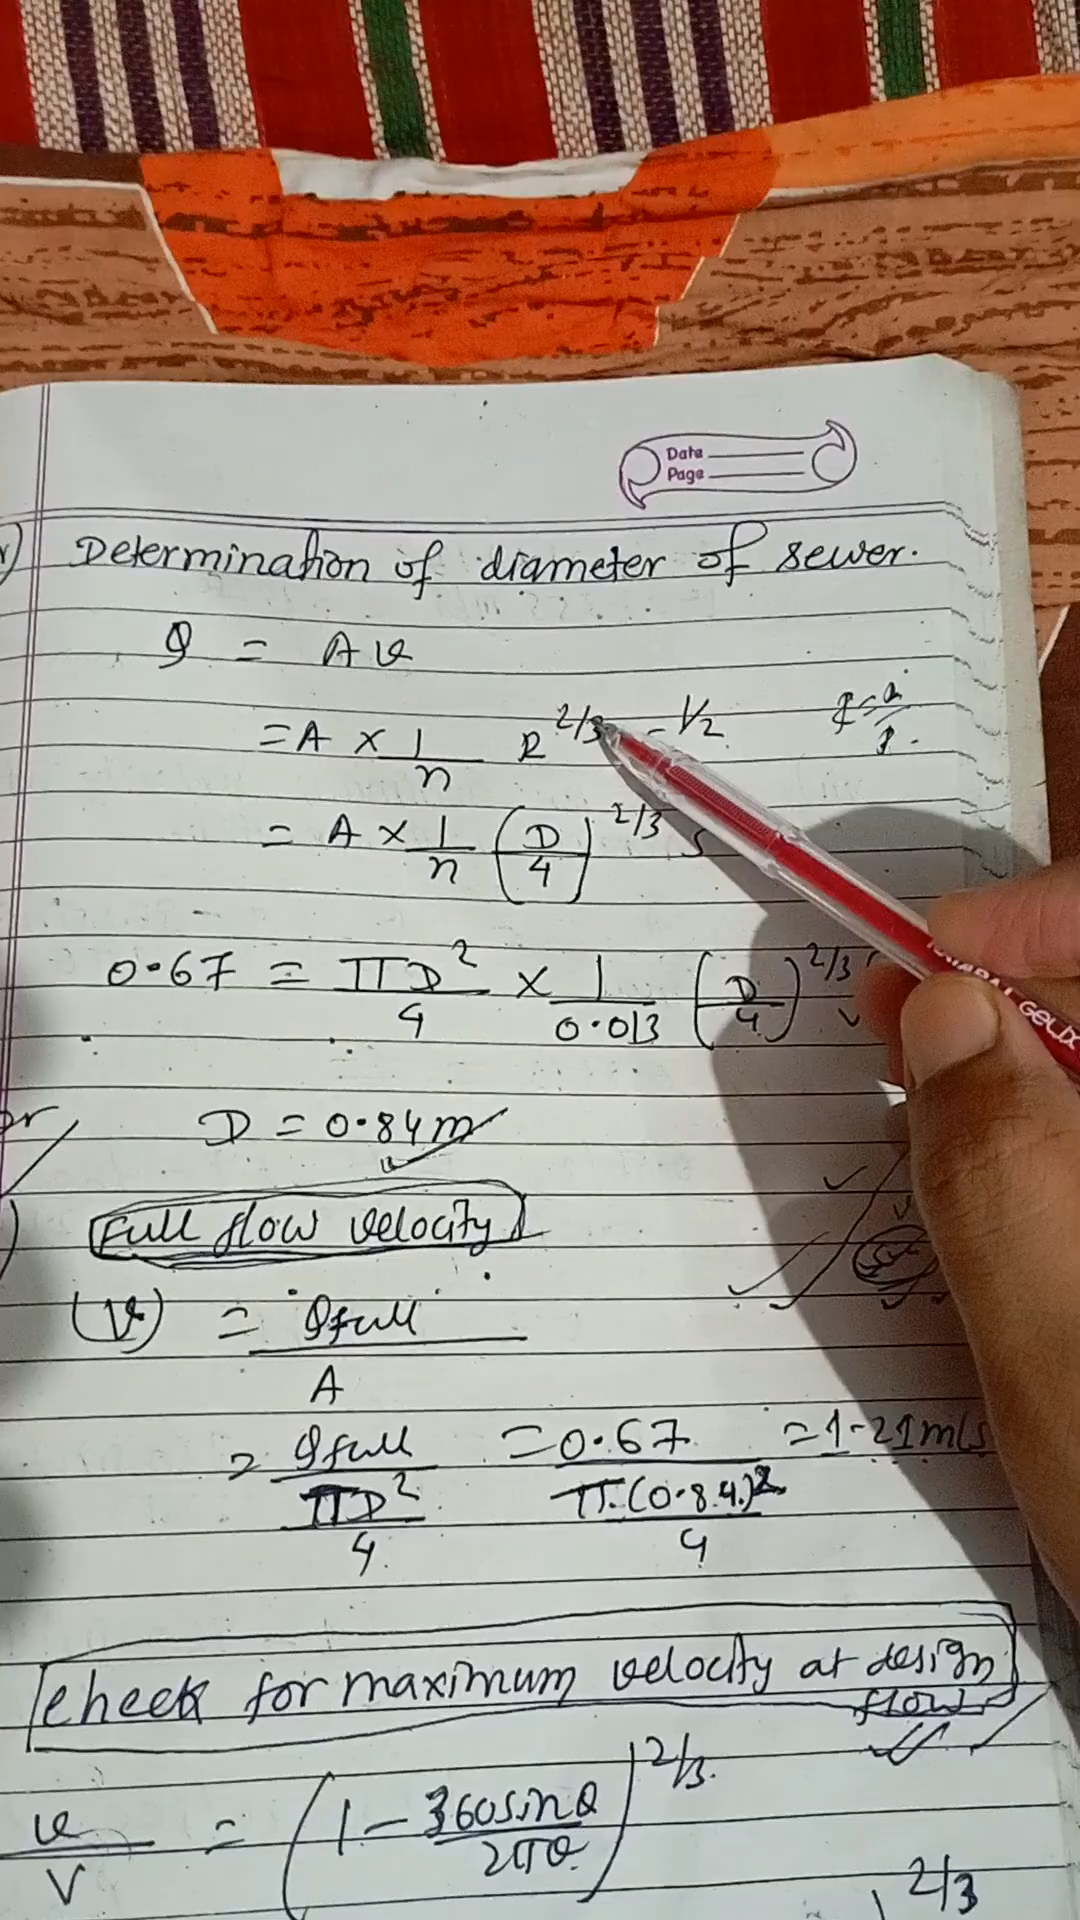 Date
Page
Determination of diameter of sewer.
Q = AV
= A × 1/n R^2/3 1/2
= A × 1/n (D/4)^2/3 s
0.67 = πD²/4 × 1/0.013 (D/4)^2/3
D = 0.84m
Full flow velocity
(V) = Qfull/A
= Qfull/(πD²/4) = 0.67/(π.(0.84)²/4) = 1.21m/s
check for maximum velocity at design
flow
v/V = (1 - 360sinθ/2πθ)^2/3
2/3